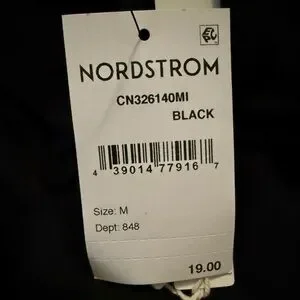 NORDSTROM
CN326140MI
BLACK
4 39014 77916 7
Size: M
Dept: 848
19.00